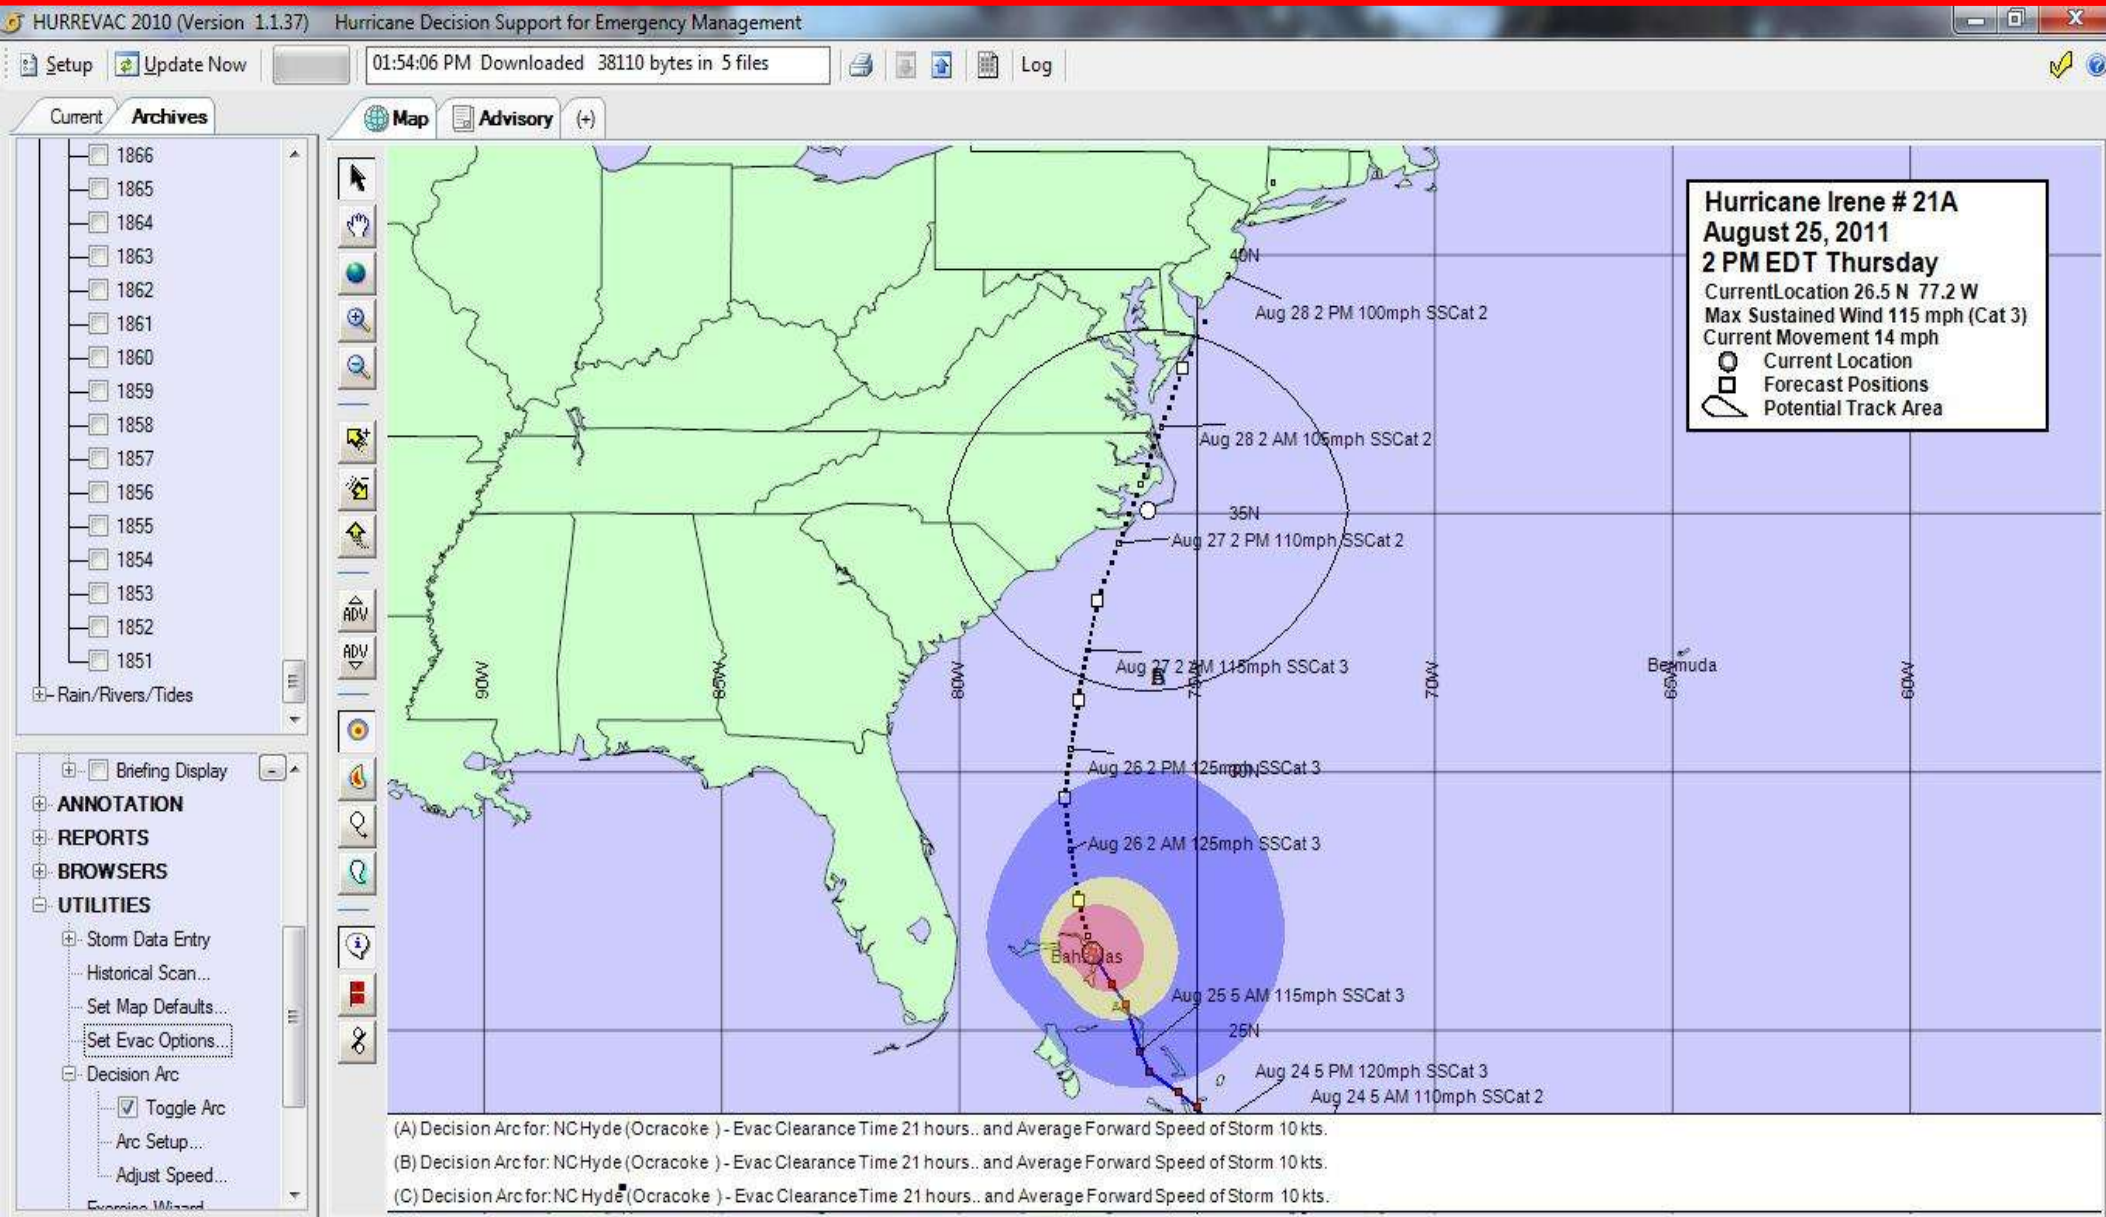 HURREVAC 2010 (Version 1.1.37) Hurricane Decision Support for Emergency Management
Setup Update Now 01:54:06 PM Downloaded 38110 bytes in 5 files Log
Current Archives Map Advisory (+)
1866
1865
1864
1863
1862
1861
1860
1859
1858
1857
1856
1855
1854
1853
1852
1851
Rain/Rivers/Tides
Briefing Display
ANNOTATION
REPORTS
BROWSERS
UTILITIES
Storm Data Entry
Historical Scan...
Set Map Defaults...
Set Evac Options...
Decision Arc
Toggle Arc
Arc Setup...
Adjust Speed...
Exercise Wizard
ADV
ADV
Hurricane Irene # 21A
August 25, 2011
2 PM EDT Thursday
CurrentLocation 26.5 N 77.2 W
Max Sustained Wind 115 mph (Cat 3)
Current Movement 14 mph
Current Location
Forecast Positions
Potential Track Area
40N
Aug 28 2 PM 100mph SSCat 2
Aug 28 2 AM 105mph SSCat 2
35N
Aug 27 2 PM 110mph SSCat 2
Aug 27 2 AM 115mph SSCat 3
Bermuda
90W
85W
80W
75W
70W
65W
60W
Aug 26 2 PM 125mph SSCat 3
30N
Aug 26 2 AM 125mph SSCat 3
Bahamas
Aug 25 5 AM 115mph SSCat 3
25N
Aug 24 5 PM 120mph SSCat 3
Aug 24 5 AM 110mph SSCat 2
(A) Decision Arc for: NC Hyde (Ocracoke ) - Evac Clearance Time 21 hours.. and Average Forward Speed of Storm 10 kts.
(B) Decision Arc for: NC Hyde (Ocracoke ) - Evac Clearance Time 21 hours.. and Average Forward Speed of Storm 10 kts.
(C) Decision Arc for: NC Hyde (Ocracoke ) - Evac Clearance Time 21 hours.. and Average Forward Speed of Storm 10 kts.